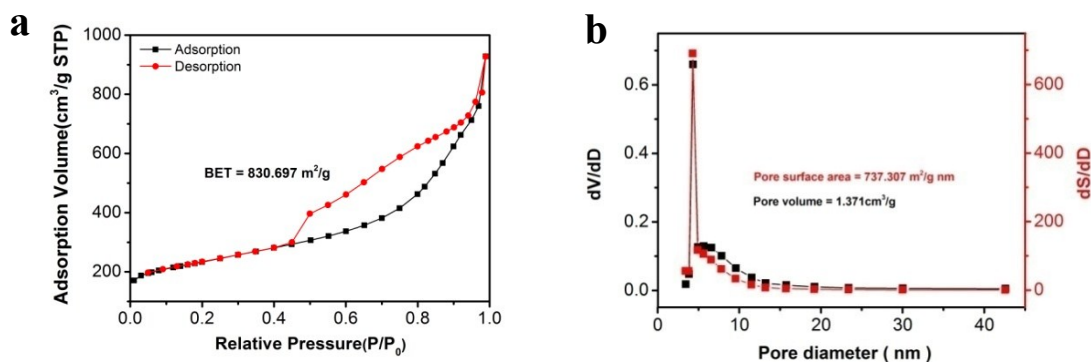 a
Adsorption Volume(cm³/g STP)
1000
800
600
400
200
Adsorption
Desorption
BET = 830.697 m²/g
0.0 0.2 0.4 0.6 0.8 1.0
Relative Pressure(P/P₀)
b
dV/dD
0.6
0.4
0.2
0.0
Pore surface area = 737.307 m²/g nm
Pore volume = 1.371cm³/g
0 10 20 30 40
Pore diameter ( nm )
600
400
200
0
dS/dD